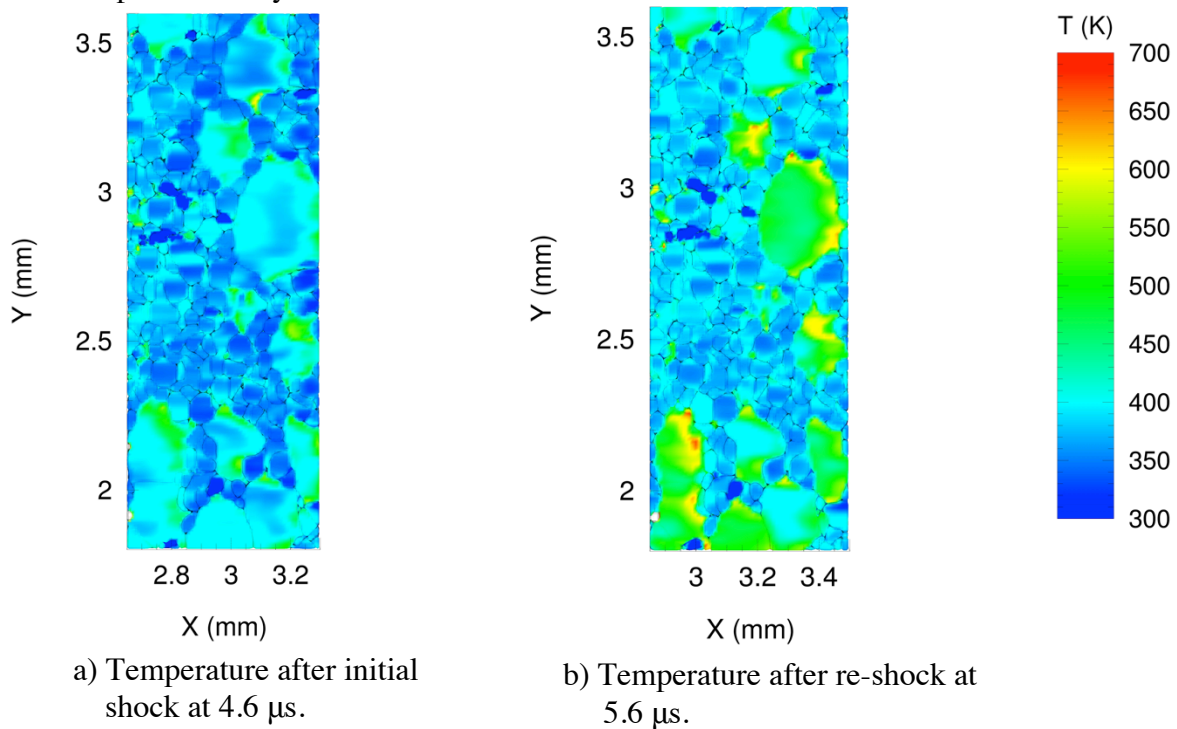 3.5
3
2.5
2
Y (mm)
2.8 3 3.2
X (mm)
a) Temperature after initial
shock at 4.6 μs.
3.5
3
2.5
2
Y (mm)
3 3.2 3.4
X (mm)
b) Temperature after re-shock at
5.6 μs.
T (K)
700
650
600
550
500
450
400
350
300